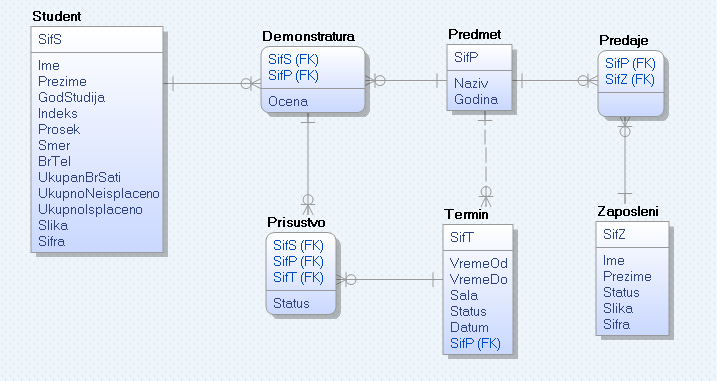 Student
SifS
Ime
Prezime
GodStudija
Indeks
Prosek
Smer
BrTel
UkupanBrSati
UkupnoNeisplaceno
UkupnoIsplaceno
Slika
Sifra
Demonstratura
SifS (FK)
SifP (FK)
Ocena
Predmet
SifP
Naziv
Godina
Predaje
SifP (FK)
SifZ (FK)
Prisustvo
SifS (FK)
SifP (FK)
SifT (FK)
Status
Termin
SifT
VremeOd
VremeDo
Sala
Status
Datum
SifP (FK)
Zaposleni
SifZ
Ime
Prezime
Status
Slika
Sifra